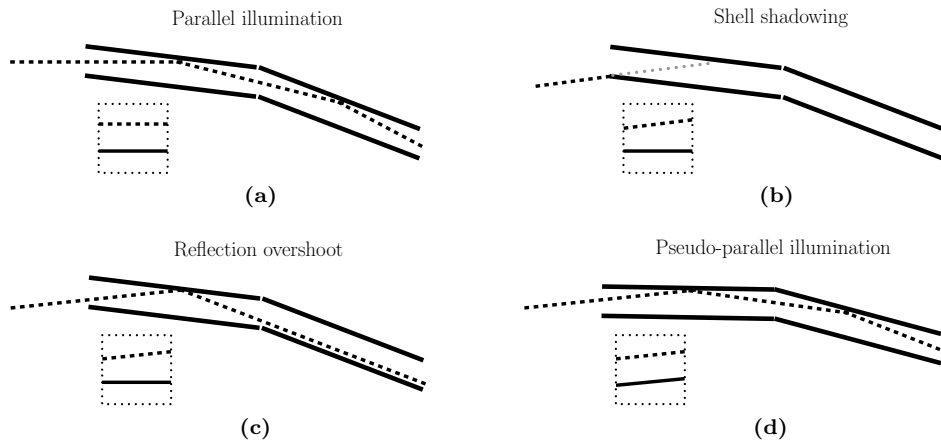 Parallel illumination
Shell shadowing
(a)
(b)
Reflection overshoot
Pseudo-parallel illumination
(c)
(d)